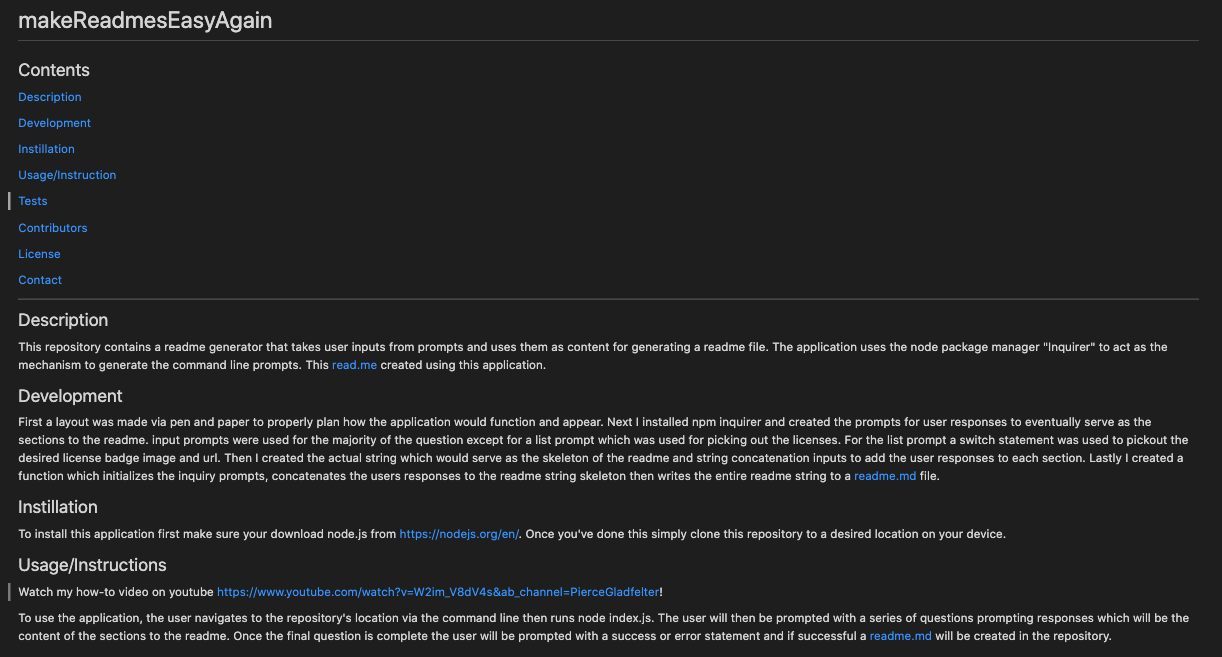 makeReadmesEasyAgain
Contents
Description
Development
Instillation
Usage/Instruction
Tests
Contributors
License
Contact
Description
This repository contains a readme generator that takes user inputs from prompts and uses them as content for generating a readme file. The application uses the node package manager "Inquirer" to act as the
mechanism to generate the command line prompts. This read.me created using this application.
Development
First a layout was made via pen and paper to properly plan how the application would function and appear. Next I installed npm inquirer and created the prompts for user responses to eventually serve as the
sections to the readme. input prompts were used for the majority of the question except for a list prompt which was used for picking out the licenses. For the list prompt a switch statement was used to pickout the
desired license badge image and url. Then I created the actual string which would serve as the skeleton of the readme and string concatenation inputs to add the user responses to each section. Lastly I created a
function which initializes the inquiry prompts, concatenates the users responses to the readme string skeleton then writes the entire readme string to a readme.md file.
Instillation
To install this application first make sure your download node.js from https://nodejs.org/en/. Once you've done this simply clone this repository to a desired location on your device.
Usage/Instructions
Watch my how-to video on youtube https://www.youtube.com/watch?v=W2im_V8dV4s&ab_channel=PierceGladfelter!
To use the application, the user navigates to the repository's location via the command line then runs node index.js. The user will then be prompted with a series of questions prompting responses which will be the
content of the sections to the readme. Once the final question is complete the user will be prompted with a success or error statement and if successful a readme.md will be created in the repository.